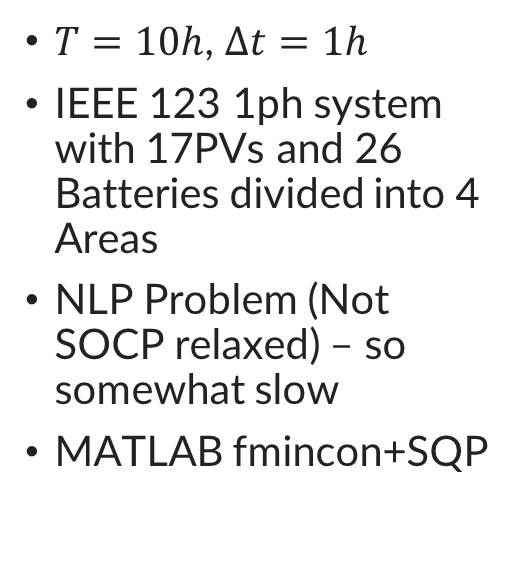 • 𝑇 = 10ℎ, Δ𝑡 = 1ℎ
• IEEE 123 1ph system
with 17PVs and 26
Batteries divided into 4
Areas
• NLP Problem (Not
SOCP relaxed) – so
somewhat slow
• MATLAB fmincon+SQP